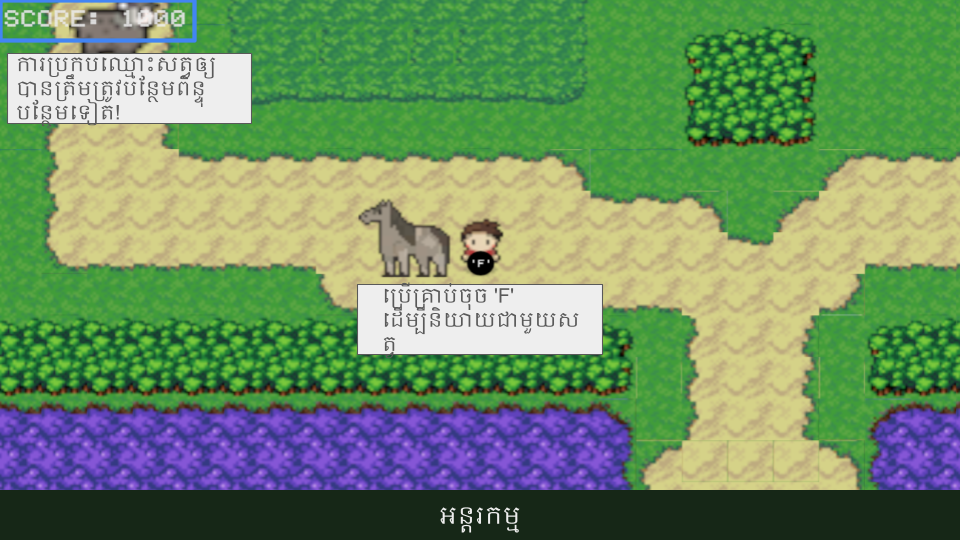 SCORE: 1000
ការប្រកបឈ្មោះសត្វឲ្យ
បានត្រឹមត្រូវបន្ថែមពិន្ទុ
បន្ថែមទៀត!
'F'
ប្រើគ្រាប់ចុច 'F'
ដើម្បីនិយាយជាមួយស
ត្វ
អន្តរកម្ម